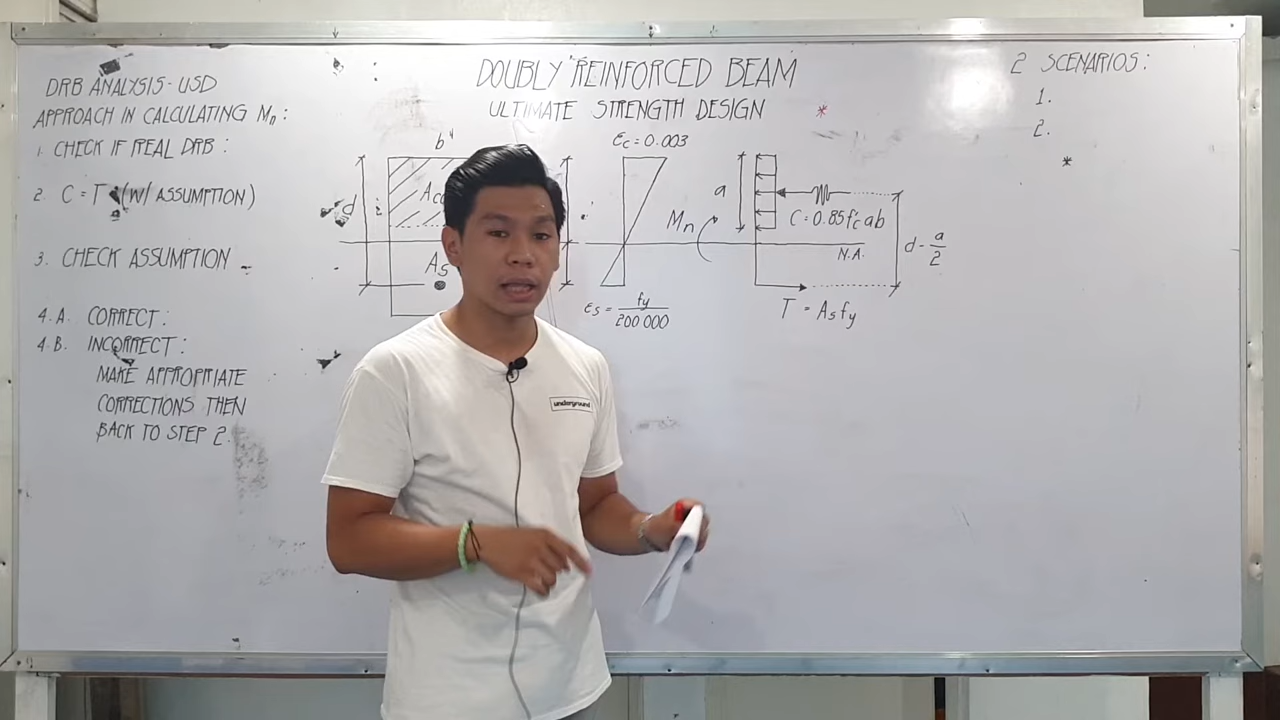 DRB ANALYSIS - USD
APPROACH IN CALCULATING Mn :
1. CHECK IF REAL DRB :
2. C = T (W/ ASSUMPTION)
3. CHECK ASSUMPTION
4.A. CORRECT :
4.B. INCORRECT :
MAKE APPROPRIATE
CORRECTIONS THEN
BACK TO STEP 2.
DOUBLY REINFORCED BEAM
ULTIMATE STRENGTH DESIGN *
b
d
As
εc = 0.003
εs = fy / 200 000
Mn
a
C = 0.85f'c ab
N.A.
d - a/2
T = As fy
2 SCENARIOS :
1.
2.
*
underground